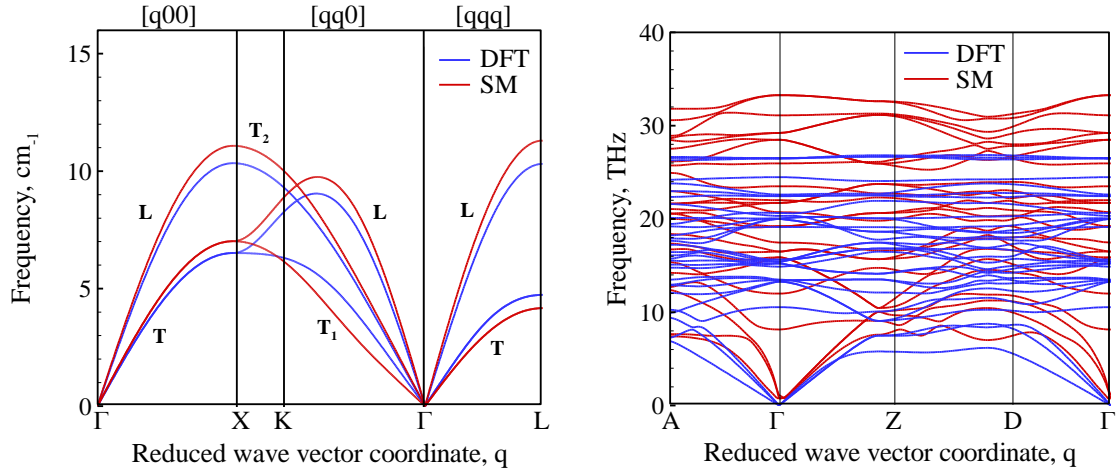 [q00] [qq0] [qqq]
15
10
5
0
Frequency, cm-1
DFT
SM
T2
L
L
L
T
T1
T
Γ X K Γ L
Reduced wave vector coordinate, q
40
30
20
10
0
Frequency, THz
DFT
SM
A Γ Z D Γ
Reduced wave vector coordinate, q